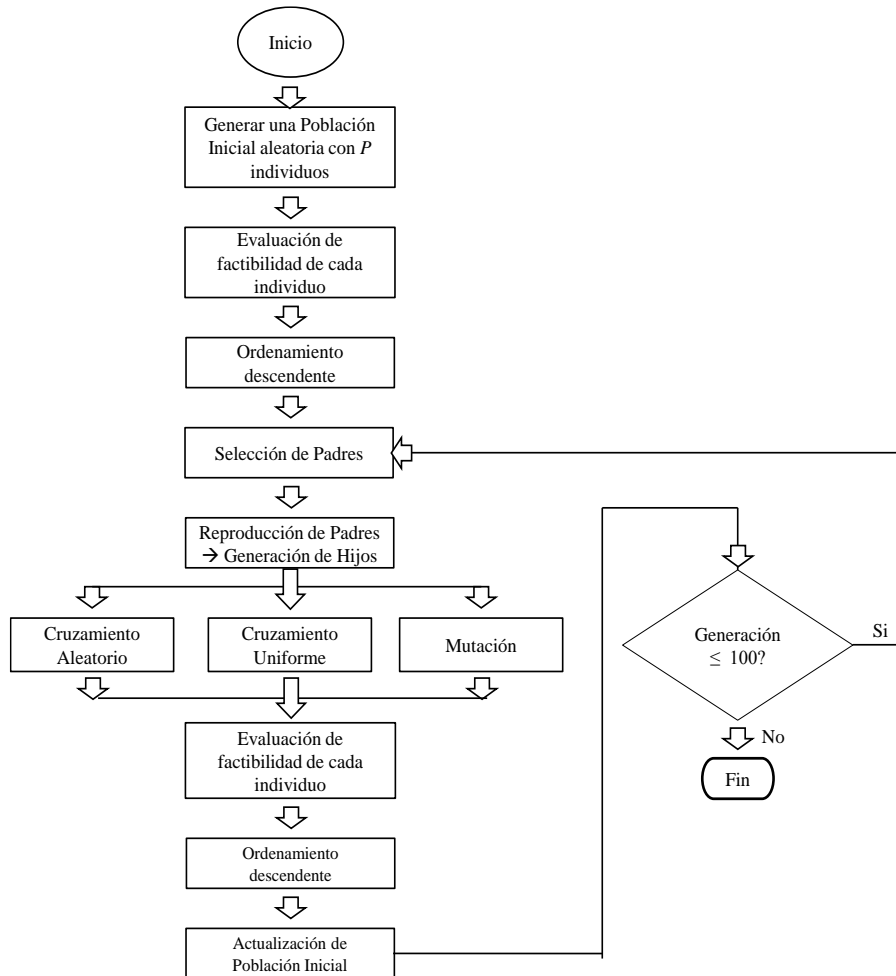 Inicio
Generar una Población
Inicial aleatoria con P
individuos
Evaluación de
factibilidad de cada
individuo
Ordenamiento
descendente
Selección de Padres
Reproducción de Padres
→ Generación de Hijos
Cruzamiento
Aleatorio
Cruzamiento
Uniforme
Mutación
Evaluación de
factibilidad de cada
individuo
Ordenamiento
descendente
Actualización de
Población Inicial
Generación
≤ 100?
Si
No
Fin